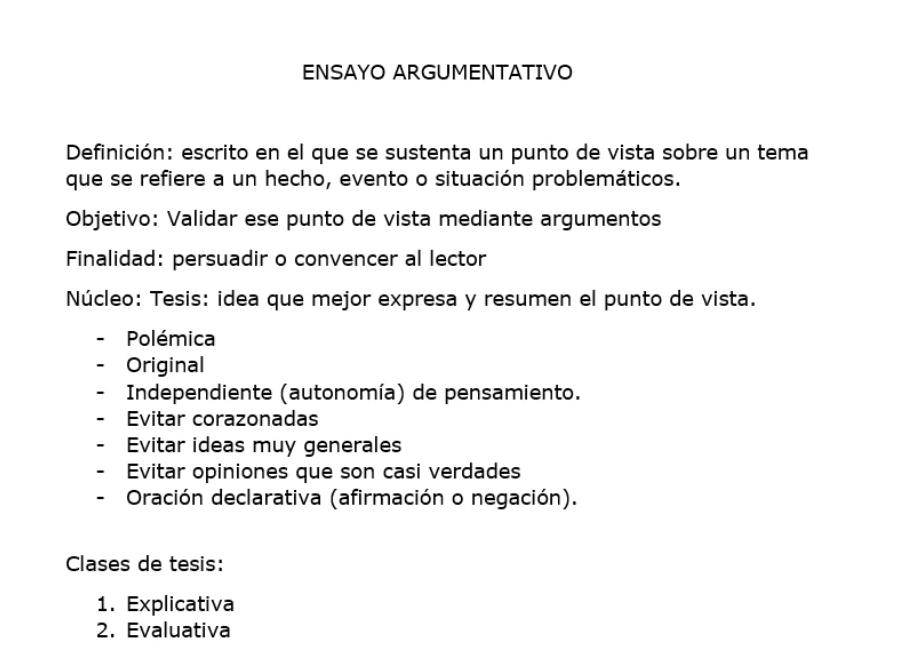 ENSAYO ARGUMENTATIVO
Definición: escrito en el que se sustenta un punto de vista sobre un tema
que se refiere a un hecho, evento o situación problemáticos.
Objetivo: Validar ese punto de vista mediante argumentos
Finalidad: persuadir o convencer al lector
Núcleo: Tesis: idea que mejor expresa y resumen el punto de vista.
- Polémica
- Original
- Independiente (autonomía) de pensamiento.
- Evitar corazonadas
- Evitar ideas muy generales
- Evitar opiniones que son casi verdades
- Oración declarativa (afirmación o negación).
Clases de tesis:
1. Explicativa
2. Evaluativa